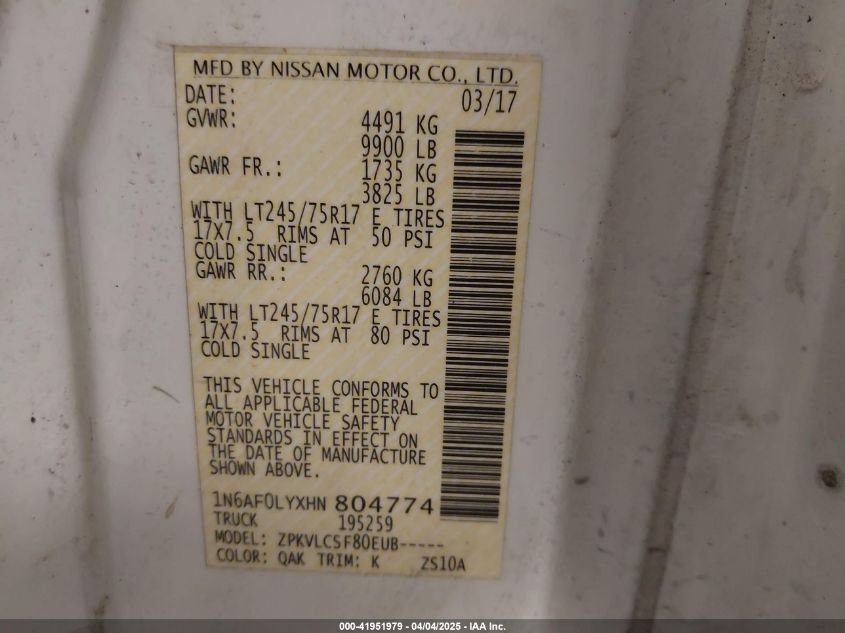 MFD BY NISSAN MOTOR CO., LTD.
DATE: 03/17
GVWR: 4491 KG
9900 LB
GAWR FR.: 1735 KG
3825 LB
WITH LT245/75R17 E TIRES
17X7.5 RIMS AT 50 PSI
COLD SINGLE
GAWR RR.: 2760 KG
6084 LB
WITH LT245/75R17 E TIRES
17X7.5 RIMS AT 80 PSI
COLD SINGLE
THIS VEHICLE CONFORMS TO
ALL APPLICABLE FEDERAL
MOTOR VEHICLE SAFETY
STANDARDS IN EFFECT ON
THE DATE OF MANUFACTURE
SHOWN ABOVE.
1N6AF0LYXHN 804774
TRUCK 195259
MODEL: ZPKVLCSF80EUB-----
COLOR: QAK TRIM: K ZS10A
000-41951979 - 04/04/2025 - IAA Inc.